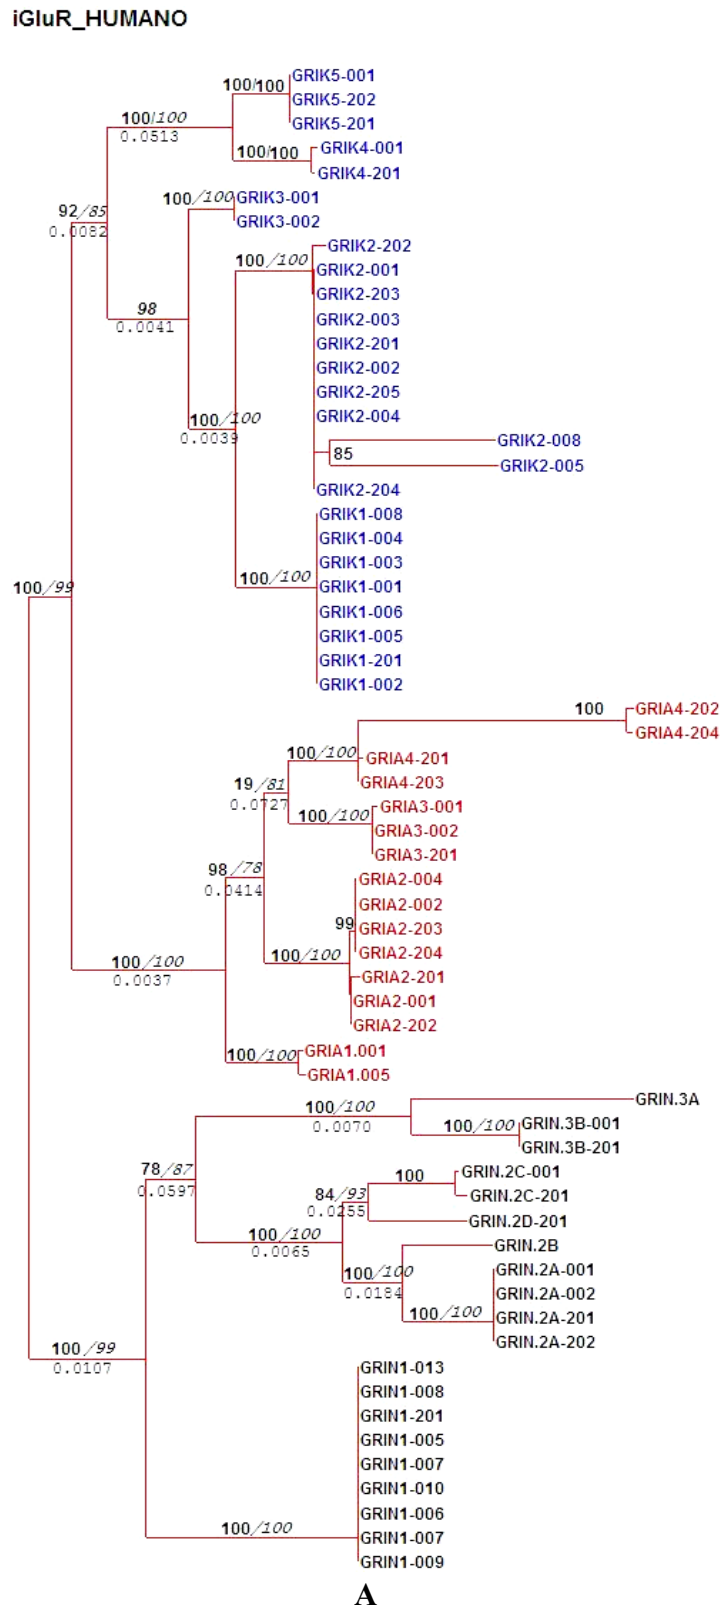 iGluR_HUMANO
GRIK5-001
100/100
GRIK5-202
100/100
GRIK5-201
0.0513
GRIK4-001
100/100
GRIK4-201
100/100
GRIK3-001
92/85
GRIK3-002
0.0082
GRIK2-202
100/100
GRIK2-001
GRIK2-203
98
GRIK2-003
0.0041
GRIK2-201
GRIK2-002
GRIK2-205
100/100
GRIK2-004
0.0039
GRIK2-008
85
GRIK2-005
GRIK2-204
GRIK1-008
GRIK1-004
GRIK1-003
100/100
GRIK1-001
100/99
GRIK1-006
GRIK1-005
GRIK1-201
GRIK1-002
100
GRIA4-202
GRIA4-204
100/100
GRIA4-201
19/81
GRIA4-203
0.0727
GRIA3-001
100/100
GRIA3-002
GRIA3-201
98/78
GRIA2-004
0.0414
GRIA2-002
99
GRIA2-203
100/100
GRIA2-204
100/100
GRIA2-201
0.0037
GRIA2-001
GRIA2-202
100/100
GRIA1.001
GRIA1.005
100/100
GRIN.3A
0.0070
100/100
GRIN.3B-001
GRIN.3B-201
78/87
GRIN.2C-001
0.0597
100
84/93
GRIN.2C-201
0.0255
GRIN.2D-201
100/100
GRIN.2B
0.0065
100/100
GRIN.2A-001
0.0184
GRIN.2A-002
100/100
GRIN.2A-201
GRIN.2A-202
100/99
0.0107
GRIN1-013
GRIN1-008
GRIN1-201
GRIN1-005
GRIN1-007
GRIN1-010
GRIN1-006
100/100
GRIN1-007
GRIN1-009
A